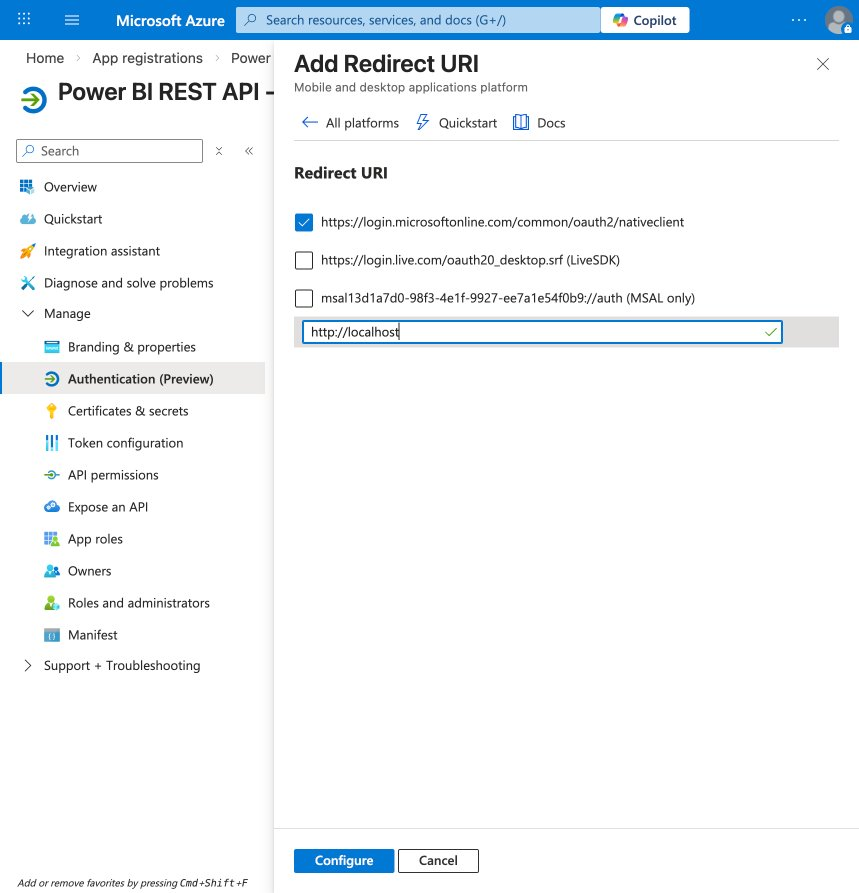 Microsoft Azure
Search resources, services, and docs (G+/)
Copilot
...
Home > App registrations > Power
Power BI REST API -
Search
Overview
Quickstart
Integration assistant
Diagnose and solve problems
Manage
Branding & properties
Authentication (Preview)
Certificates & secrets
Token configuration
API permissions
Expose an API
App roles
Owners
Roles and administrators
Manifest
Support + Troubleshooting
Add or remove favorites by pressing Cmd+Shift+F
Add Redirect URI
Mobile and desktop applications platform
All platforms
Quickstart
Docs
Redirect URI
https://login.microsoftonline.com/common/oauth2/nativeclient
https://login.live.com/oauth20_desktop.srf (LiveSDK)
msal13d1a7d0-98f3-4e1f-9927-ee7a1e54f0b9://auth (MSAL only)
http://localhost
Configure
Cancel